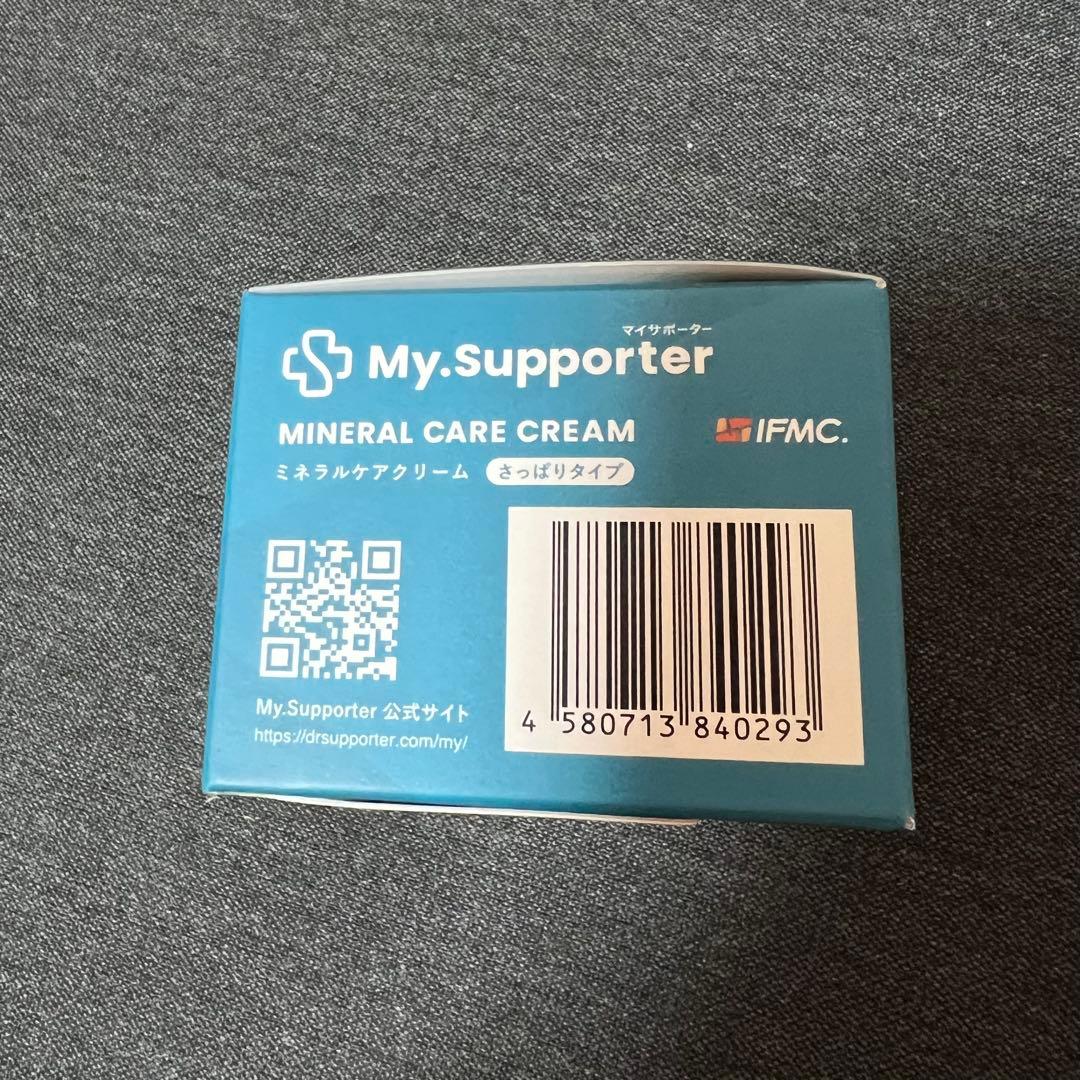 マイサポーター
My.Supporter
MINERAL CARE CREAM
IFMC.
ミネラルケアクリーム さっぱりタイプ
My.Supporter 公式サイト
https://drsupporter.com/my/
4 580713 840293